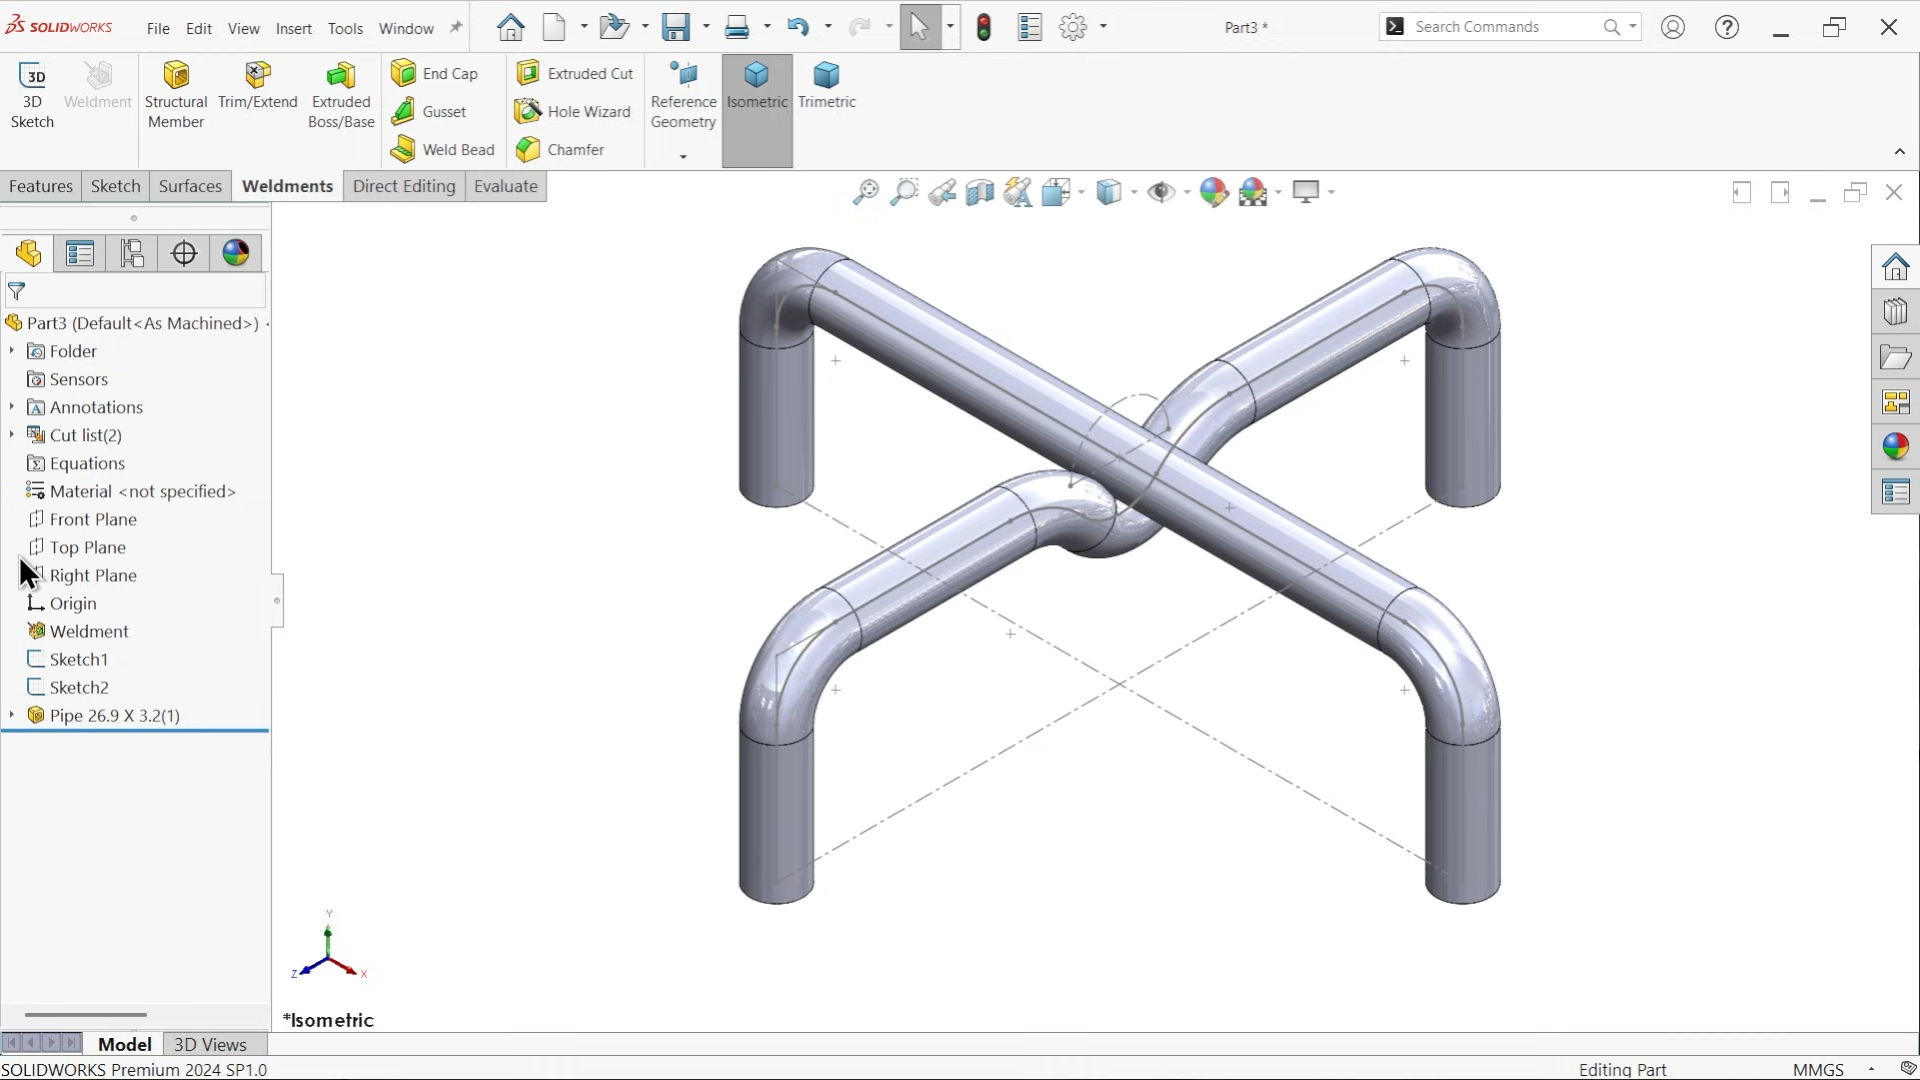 SOLIDWORKS File Edit View Insert Tools Window Part3 * Search Commands
3D Sketch
Weldment
Structural Member
Trim/Extend
Extruded Boss/Base
End Cap
Gusset
Weld Bead
Extruded Cut
Hole Wizard
Chamfer
Reference Geometry
Isometric
Trimetric
Features Sketch Surfaces Weldments Direct Editing Evaluate
Part3 (Default<As Machined>)
Folder
Sensors
Annotations
Cut list(2)
Equations
Material <not specified>
Front Plane
Top Plane
Right Plane
Origin
Weldment
Sketch1
Sketch2
Pipe 26.9 X 3.2(1)
Y
Z
X
*Isometric
Model 3D Views
SOLIDWORKS Premium 2024 SP1.0 Editing Part MMGS